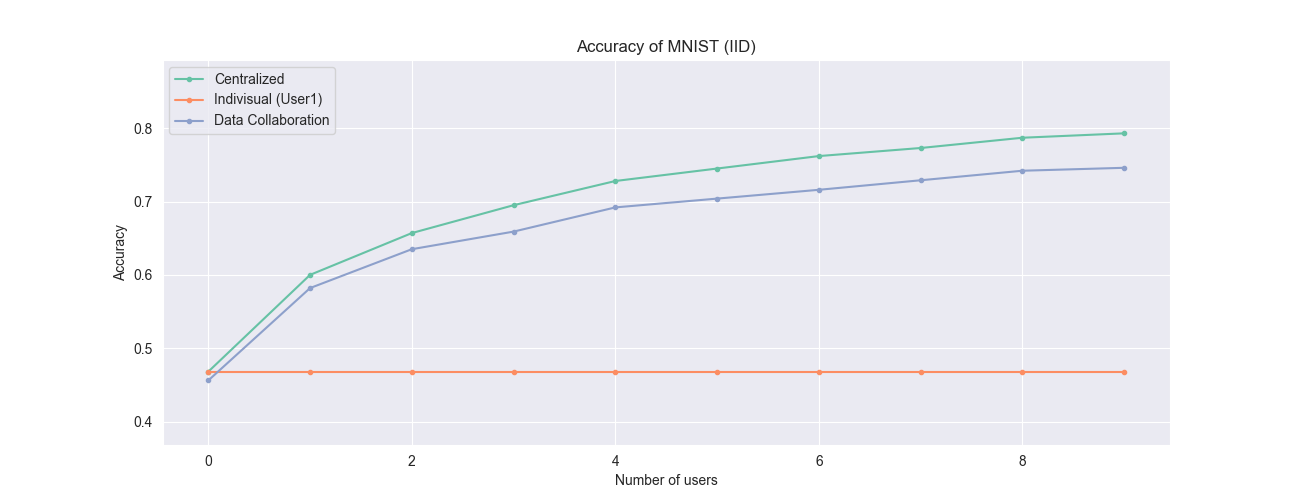 Accuracy of MNIST (IID)
Centralized
Indivisual (User1)
Data Collaboration
Accuracy
0.8
0.7
0.6
0.5
0.4
0 2 4 6 8
Number of users